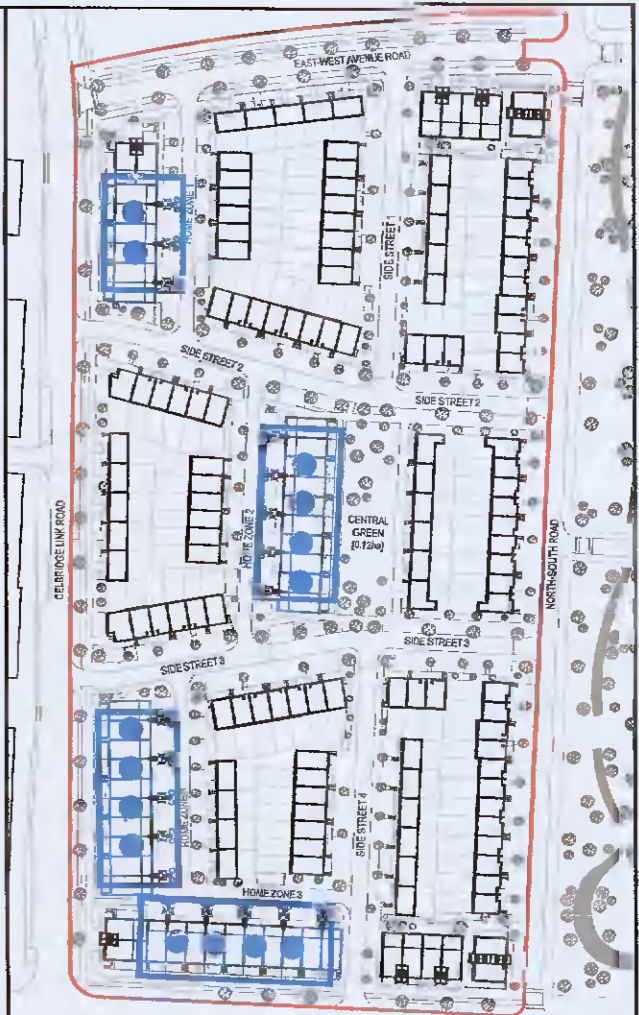 EAST-WEST AVENUE ROAD
HOME ZONE 1
SIDE STREET 1
SIDE STREET 2
SIDE STREET 2
CELBRIDGE LINK ROAD
HOME ZONE 2
CENTRAL
GREEN
[0.12ha]
NORTH-SOUTH ROAD
SIDE STREET 3
SIDE STREET 3
HOME ZONE
SIDE STREET 4
HOME ZONE 3